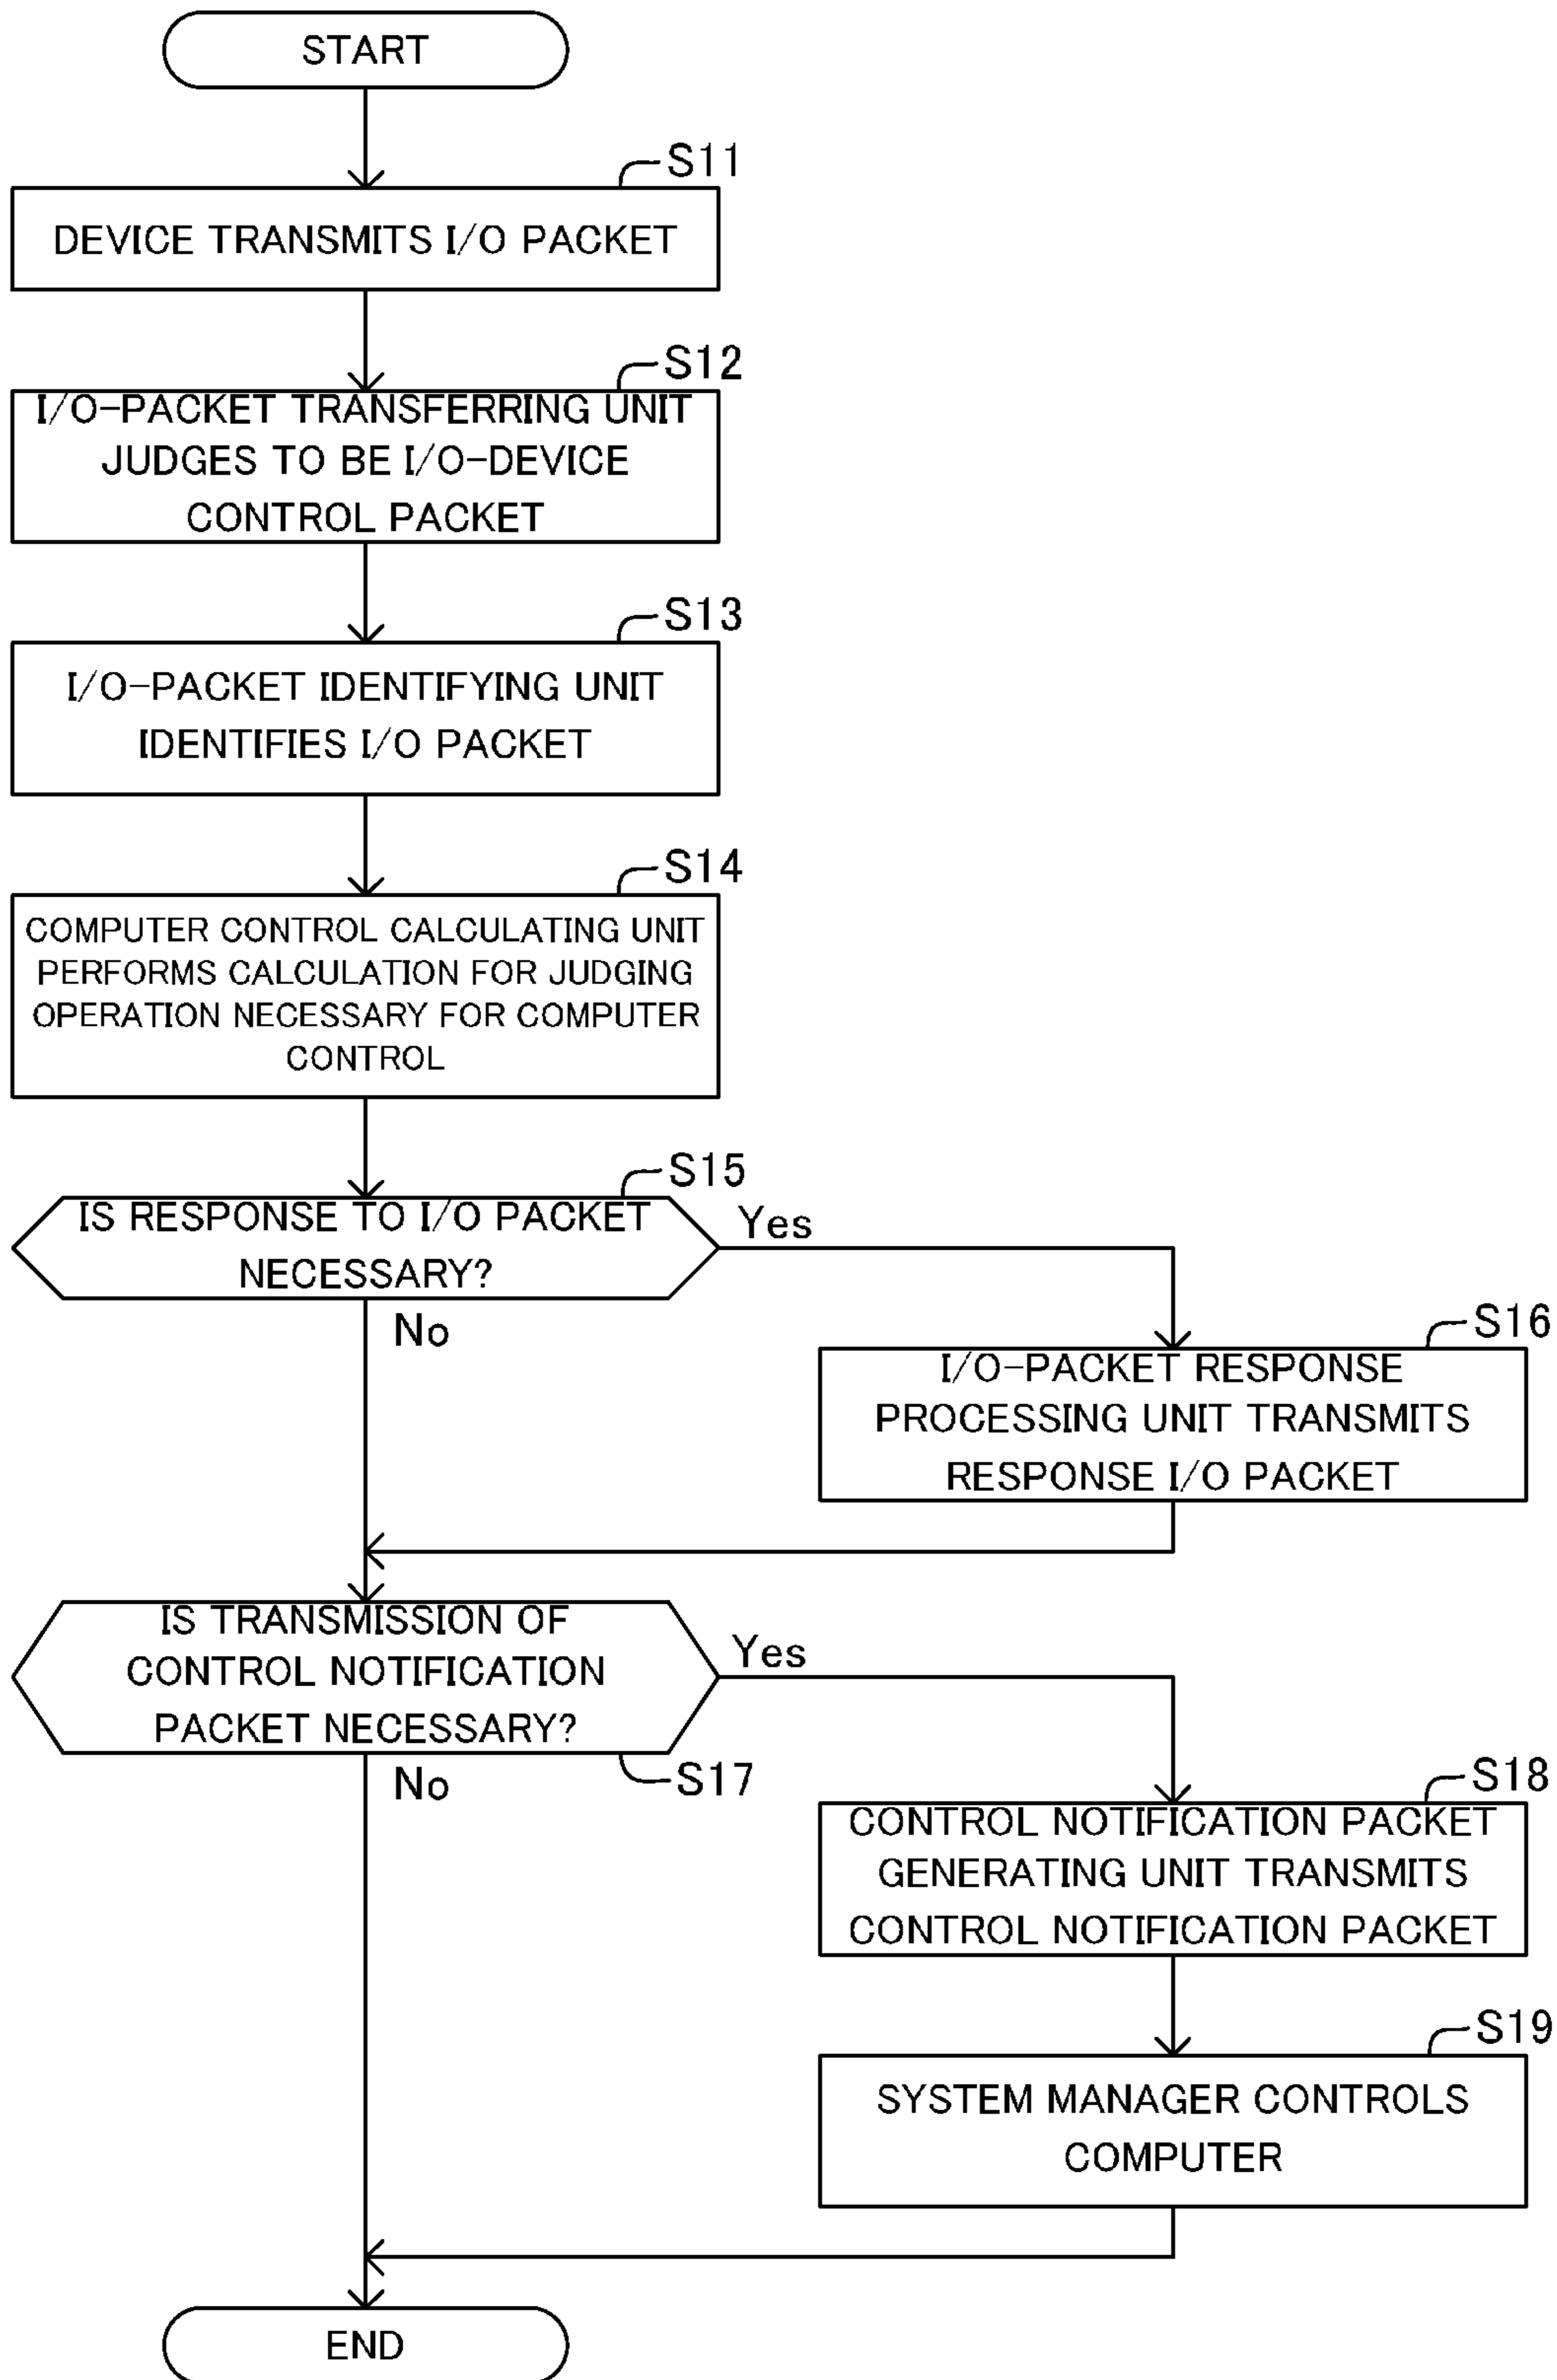 START
S11
DEVICE TRANSMITS I/O PACKET
S12
I/O-PACKET TRANSFERRING UNIT
JUDGES TO BE I/O-DEVICE
CONTROL PACKET
S13
I/O-PACKET IDENTIFYING UNIT
IDENTIFIES I/O PACKET
S14
COMPUTER CONTROL CALCULATING UNIT
PERFORMS CALCULATION FOR JUDGING
OPERATION NECESSARY FOR COMPUTER
CONTROL
S15
IS RESPONSE TO I/O PACKET
NECESSARY?
Yes
No
S16
I/O-PACKET RESPONSE
PROCESSING UNIT TRANSMITS
RESPONSE I/O PACKET
IS TRANSMISSION OF
CONTROL NOTIFICATION
PACKET NECESSARY?
Yes
No
S17
S18
CONTROL NOTIFICATION PACKET
GENERATING UNIT TRANSMITS
CONTROL NOTIFICATION PACKET
S19
SYSTEM MANAGER CONTROLS
COMPUTER
END